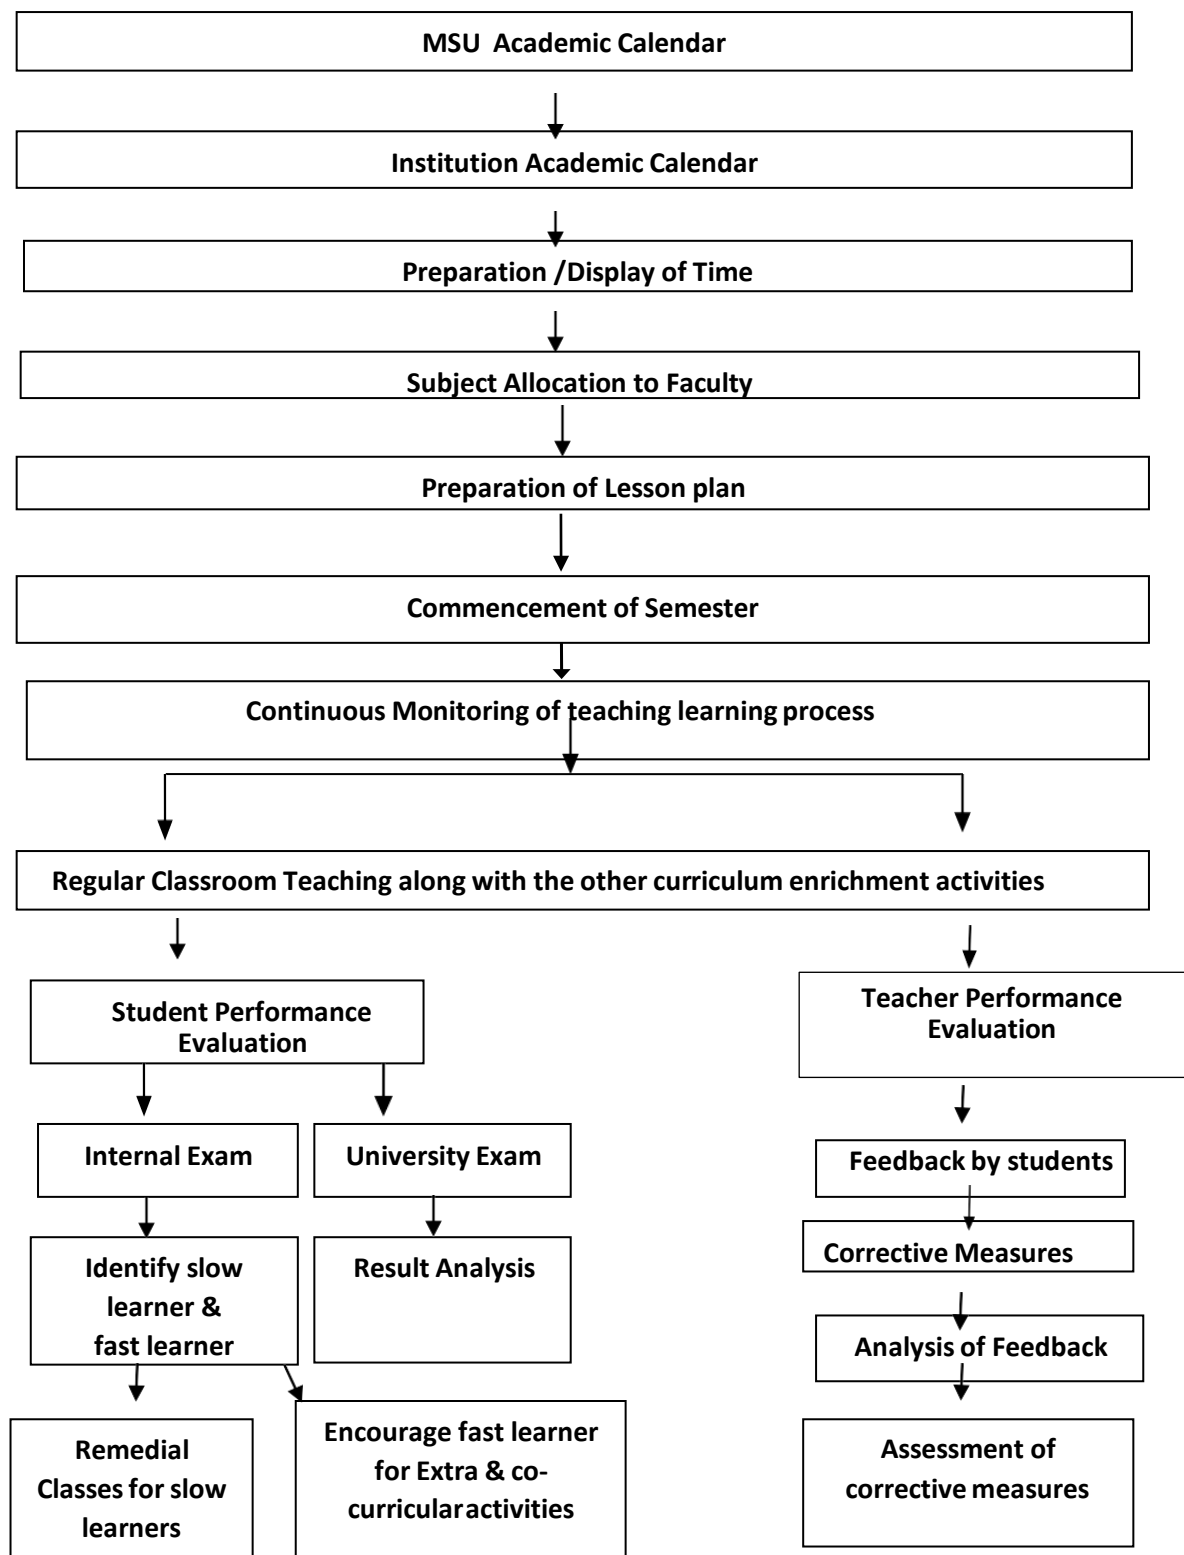 MSU Academic Calendar
Institution Academic Calendar
Preparation /Display of Time
Subject Allocation to Faculty
Preparation of Lesson plan
Commencement of Semester
Continuous Monitoring of teaching learning process
Regular Classroom Teaching along with the other curriculum enrichment activities
Student Performance
Evaluation
Teacher Performance
Evaluation
Internal Exam
University Exam
Feedback by students
Identify slow
learner &
fast learner
Result Analysis
Corrective Measures
Analysis of Feedback
Remedial
Classes for slow
learners
Encourage fast learner
for Extra & co-
curricularactivities
Assessment of
corrective measures